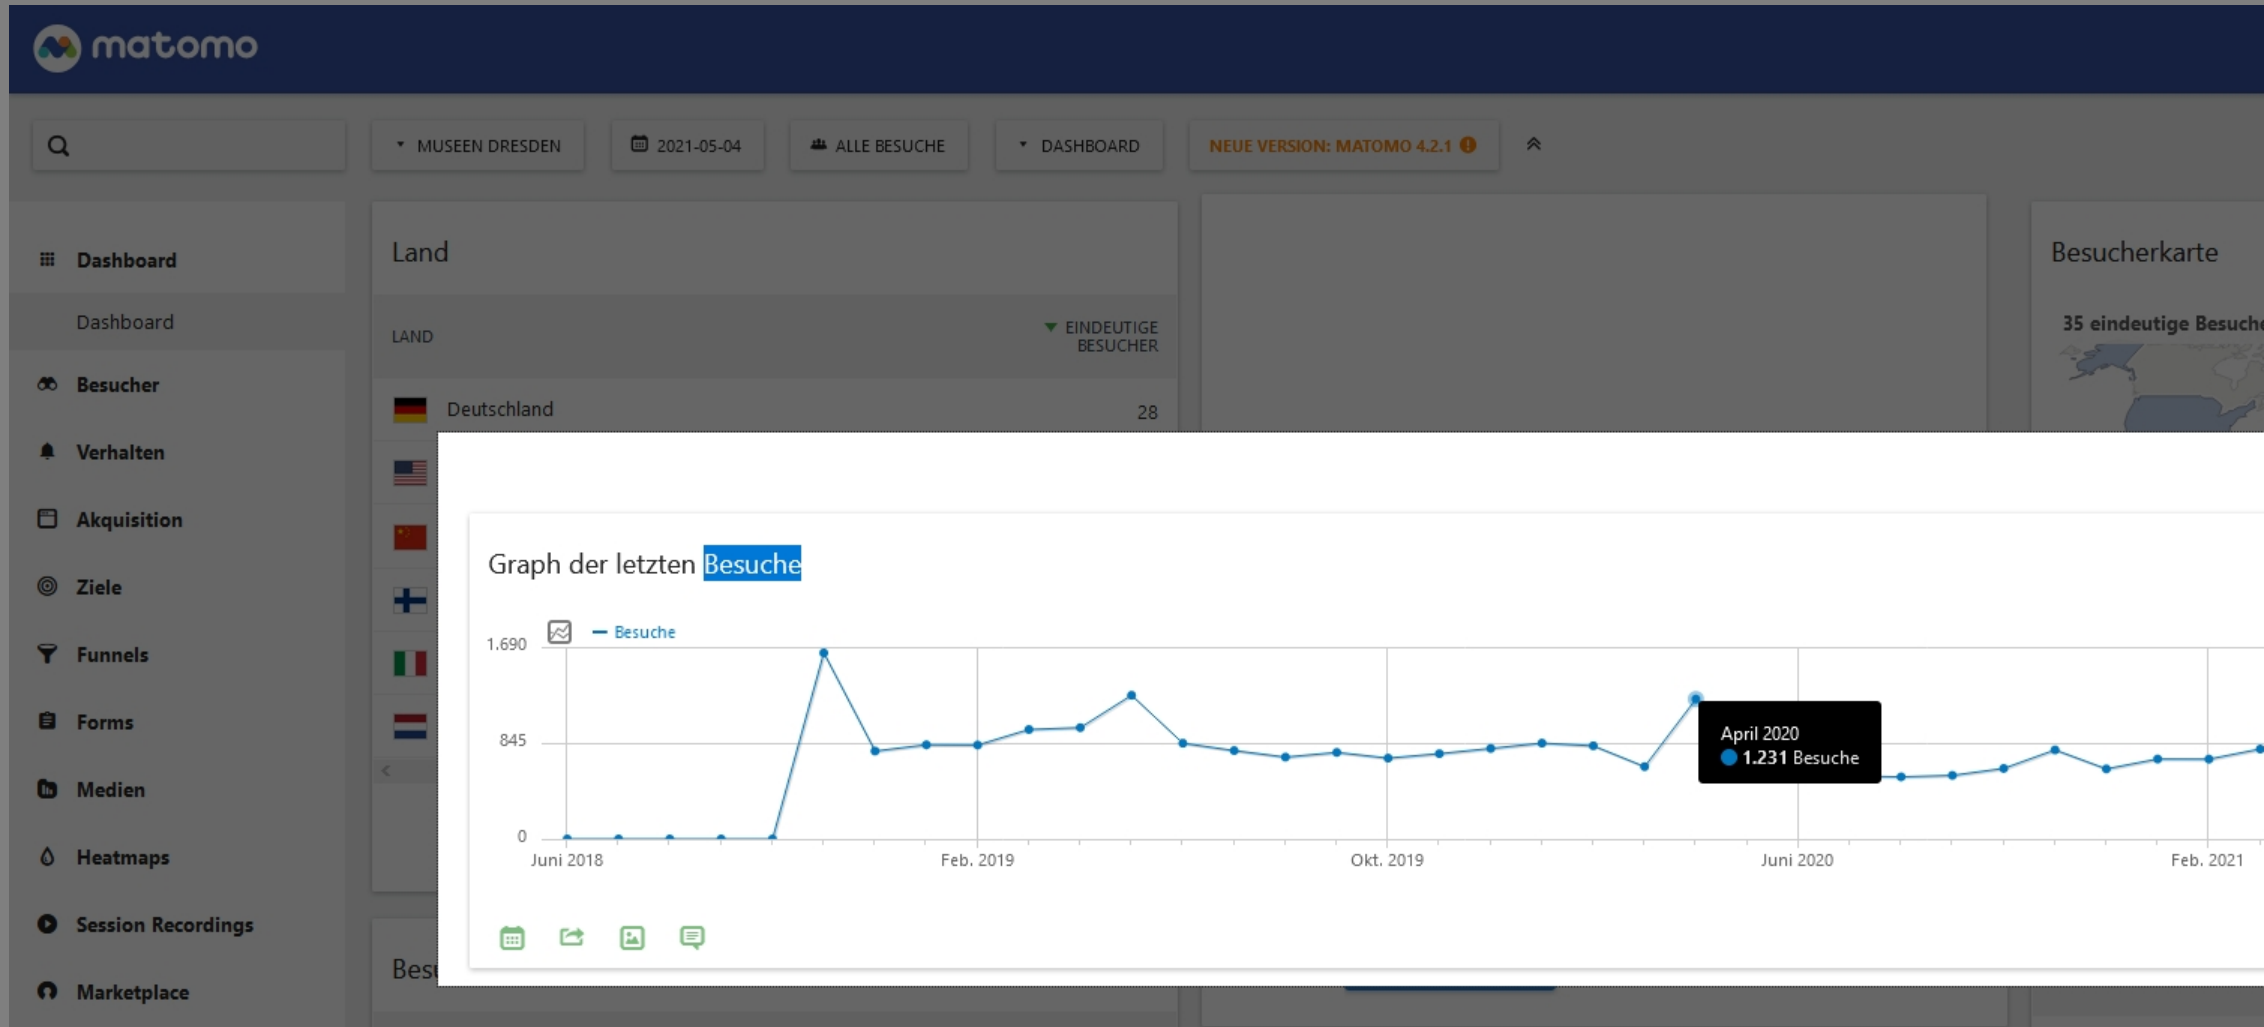 matomo
MUSEEN DRESDEN
2021-05-04
ALLE BESUCHE
DASHBOARD
NEUE VERSION: MATOMO 4.2.1
Dashboard
Dashboard
Besucher
Verhalten
Akquisition
Ziele
Funnels
Forms
Medien
Heatmaps
Session Recordings
Marketplace
Land
LAND
EINDEUTIGE
BESUCHER
Deutschland
28
Besucherkarte
35 eindeutige Besuche
Graph der letzten Besuche
Besuche
1.690
845
0
April 2020
1.231 Besuche
Juni 2018
Feb. 2019
Okt. 2019
Juni 2020
Feb. 2021